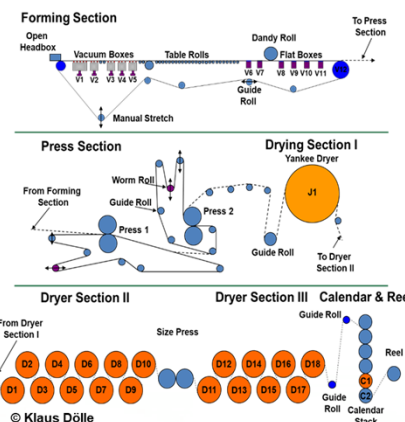 Forming Section
Open
Headbox
Vacuum Boxes
Table Rolls
Dandy Roll
Flat Boxes
To Press
Section
V1 V2 V3 V4 V5
V6 V7 V8 V9 V10 V11
Guide
Roll
Manual Stretch
Press Section
Drying Section I
Yankee Dryer
Worm Roll
From Forming
Section
Guide Roll
Press 1
Press 2
J1
Guide Roll
To Dryer
Section II
Dryer Section II
Dryer Section III
Calendar & Ree
Guide Roll
From Dryer
Section I
Size Press
Reel
D2 D4 D6 D8 D10
D12 D14 D16 D18
D1 D3 D5 D7 D9
D11 D13 D15 D17
C1
C2
Guide
Roll
Calendar
Stack
© Klaus Dölle